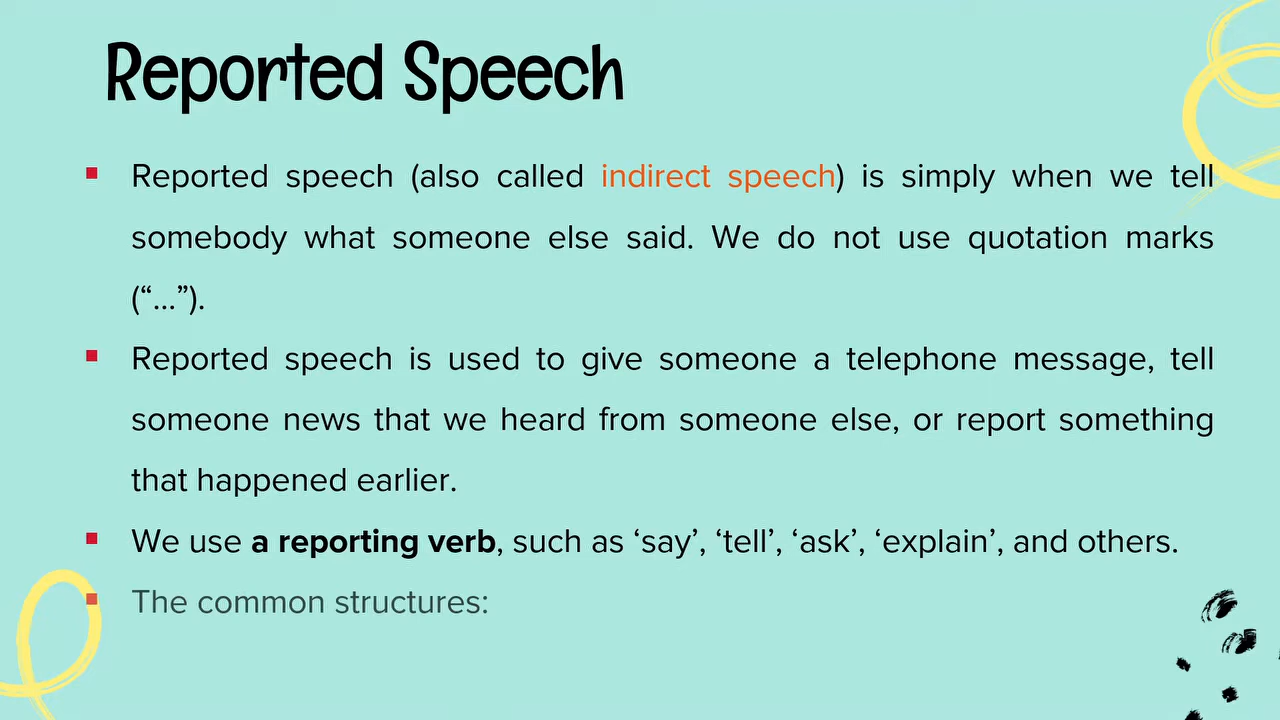 Reported Speech
▪ Reported speech (also called indirect speech) is simply when we tell
somebody what someone else said. We do not use quotation marks
(“...”).
▪ Reported speech is used to give someone a telephone message, tell
someone news that we heard from someone else, or report something
that happened earlier.
▪ We use a reporting verb, such as ‘say’, ‘tell’, ‘ask’, ‘explain’, and others.
▪ The common structures: